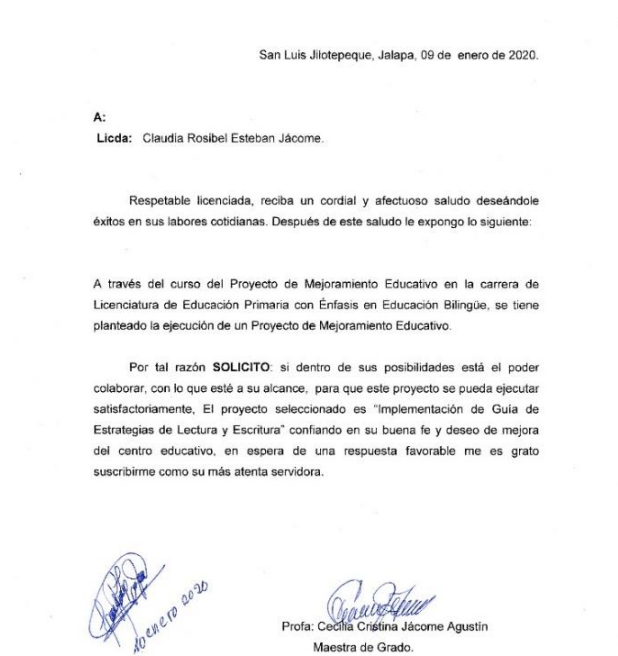 San Luis Jilotepeque, Jalapa, 09 de enero de 2020.
A:
Licda: Claudia Rosibel Esteban Jácome.
Respetable licenciada, reciba un cordial y afectuoso saludo deseándole
éxitos en sus labores cotidianas. Después de este saludo le expongo lo siguiente:
A través del curso del Proyecto de Mejoramiento Educativo en la carrera de
Licenciatura de Educación Primaria con Énfasis en Educación Bilingüe, se tiene
planteado la ejecución de un Proyecto de Mejoramiento Educativo.
Por tal razón SOLICITO: si dentro de sus posibilidades está el poder
colaborar, con lo que esté a su alcance, para que este proyecto se pueda ejecutar
satisfactoriamente, El proyecto seleccionado es “Implementación de Guía de
Estrategias de Lectura y Escritura” confiando en su buena fe y deseo de mejora
del centro educativo, en espera de una respuesta favorable me es grato
suscribirme como su más atenta servidora.
10 enero 2020
Profa: Cecilia Cristina Jácome Agustín
Maestra de Grado.